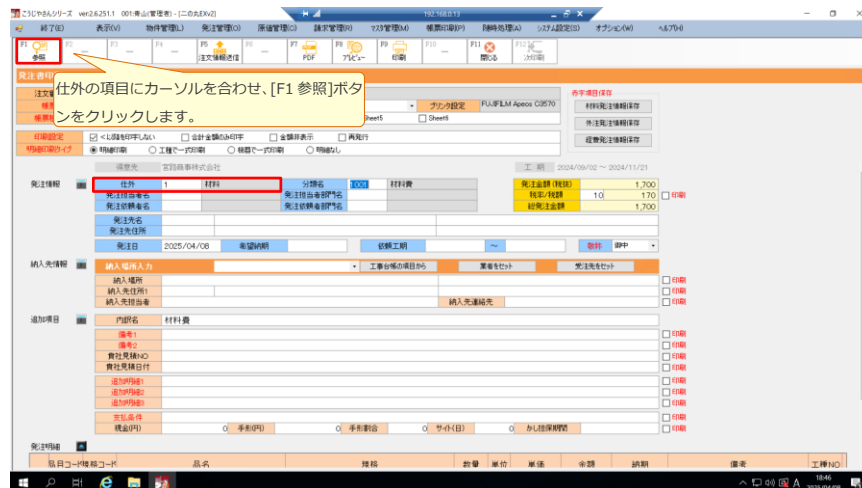 こうじやさんシリーズ ver.2.6.251.1 001:青山(管理者) - [二の丸EXv2]
192.168.0.13
終了(E) 表示(V) 物件管理(L) 発注管理(O) 原価管理(C) 請求管理(R) マスタ管理(M) 帳票印刷(P) 随時処理(A) システム設定(S) オプション(W) ヘルプ(H)
F1 F2 F3 F4 F5 F6 F7 F8 F9 F10 F11 F12
参照 注文情報送信 PDF プレビュー 印刷 閉じる 次印刷
発注書印
仕外の項目にカーソルを合わせ、[F1 参照]ボタ
ンをクリックします。
赤字項目保存
プリンタ設定 FUJIFILM Apeos C3570 材料発注情報保存
Sheet5 Sheet6 外注発注情報保存
印刷設定 <以降を印字しない 合計金額のみ印字 金額非表示 再発行 経費発注情報保存
明細印刷タイプ 明細印刷 工種で一式印刷 明細なし
得意先 宮路商事株式会社 工 期 2024/09/02 ～ 2024/11/21
発注情報 仕外 1 材料 分類名 1001 材料費 発注金額(税抜) 1,700
発注担当者名 発注担当者部門名 税率/税額 10 170 印刷
発注依頼者名 発注依頼者部門名 総発注金額 1,700
発注先名
発注先住所
発注日 2025/04/08 希望納期 依頼工期 ～ 敬称 御中
納入先情報 納入場所入力 工事台帳の項目から 業者をセット 受注先をセット
納入場所 印刷
納入先住所1 印刷
納入先担当者 納入先連絡先 印刷
追加項目 内訳名 材料費
備考1 印刷
備考2 印刷
貴社見積NO 印刷
貴社見積日付 印刷
追加明細1 印刷
追加明細2 印刷
追加明細3 印刷
支払条件 印刷
現金(円) 0 手形(円) 0 手形割合 0 サイト(日) 0 かし担保期間 印刷
発注明細
品目コード 規格コード 品名 規格 数量 単位 単価 金額 納期 備考 工種NO
A 18:46
2025/04/08